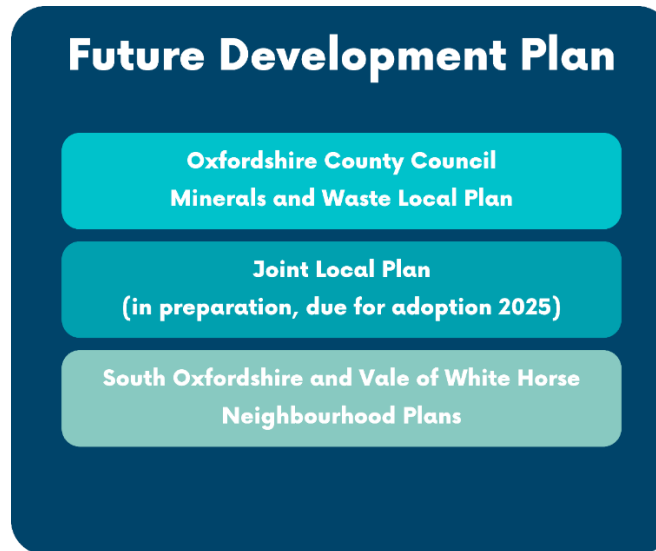 Future Development Plan
Oxfordshire County Council
Minerals and Waste Local Plan
Joint Local Plan
(in preparation, due for adoption 2025)
South Oxfordshire and Vale of White Horse
Neighbourhood Plans